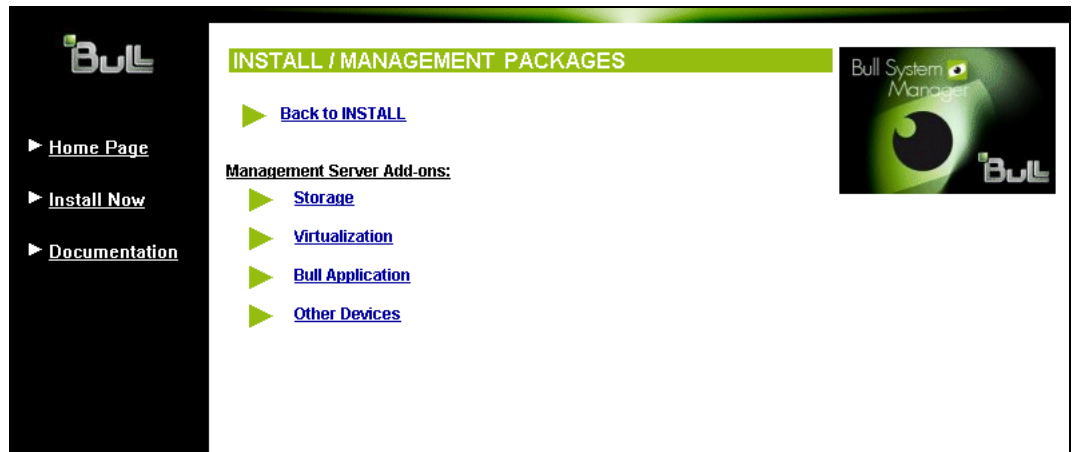 Bull
Home Page
Install Now
Documentation
INSTALL / MANAGEMENT PACKAGES
Back to INSTALL
Management Server Add-ons:
Storage
Virtualization
Bull Application
Other Devices
Bull System
Manager
Bull